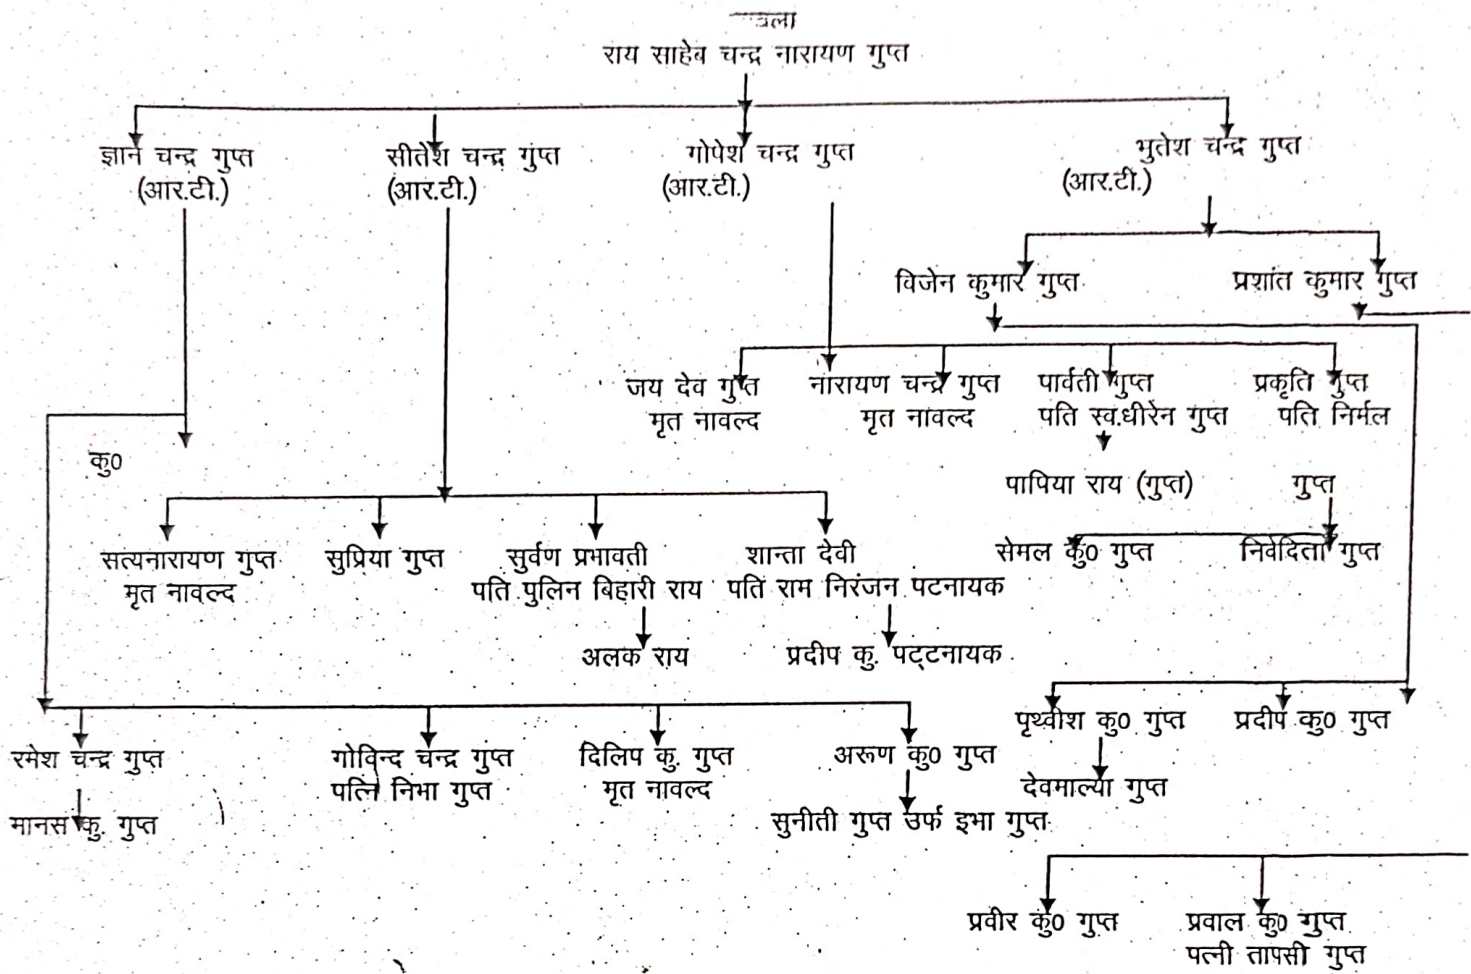 राय साहेब चन्द्र नारायण गुप्त
ज्ञान चन्द्र गुप्त
(आर.टी.)
सीतेश चन्द्र गुप्त
(आर.टी.)
गोपेश चन्द्र गुप्त
(आर.टी.)
भुतेश चन्द्र गुप्त
(आर.टी.)
विजेन कुमार गुप्त
प्रशांत कुमार गुप्त
जय देव गुप्त
मृत नावल्द
नारायण चन्द्र गुप्त
मृत नावल्द
पार्वती गुप्त
पति स्व.धीरेन गुप्त
प्रकृति गुप्त
पति निर्मल
कु0
पापिया राय (गुप्त)
गुप्त
सत्यनारायण गुप्त
मृत नावल्द
सुप्रिया गुप्त
सुर्वण प्रभावती
पति पुलिन बिहारी राय
शान्ता देवी
पति राम निरंजन पटनायक
सेमल कु0 गुप्त
निवेदिता गुप्त
अलक राय
प्रदीप कु. पट्टनायक
पृथ्वीश कु0 गुप्त
प्रदीप कु0 गुप्त
देवमाल्या गुप्त
रमेश चन्द्र गुप्त
मानस कु. गुप्त
गोविन्द चन्द्र गुप्त
पत्नि निभा गुप्त
दिलिप कु. गुप्त
मृत नावल्द
अरूण कु0 गुप्त
सुनीती गुप्त उर्फ इभा गुप्त
प्रवीर कु0 गुप्त
प्रवाल कु0 गुप्त
पत्नी तापसी गुप्त